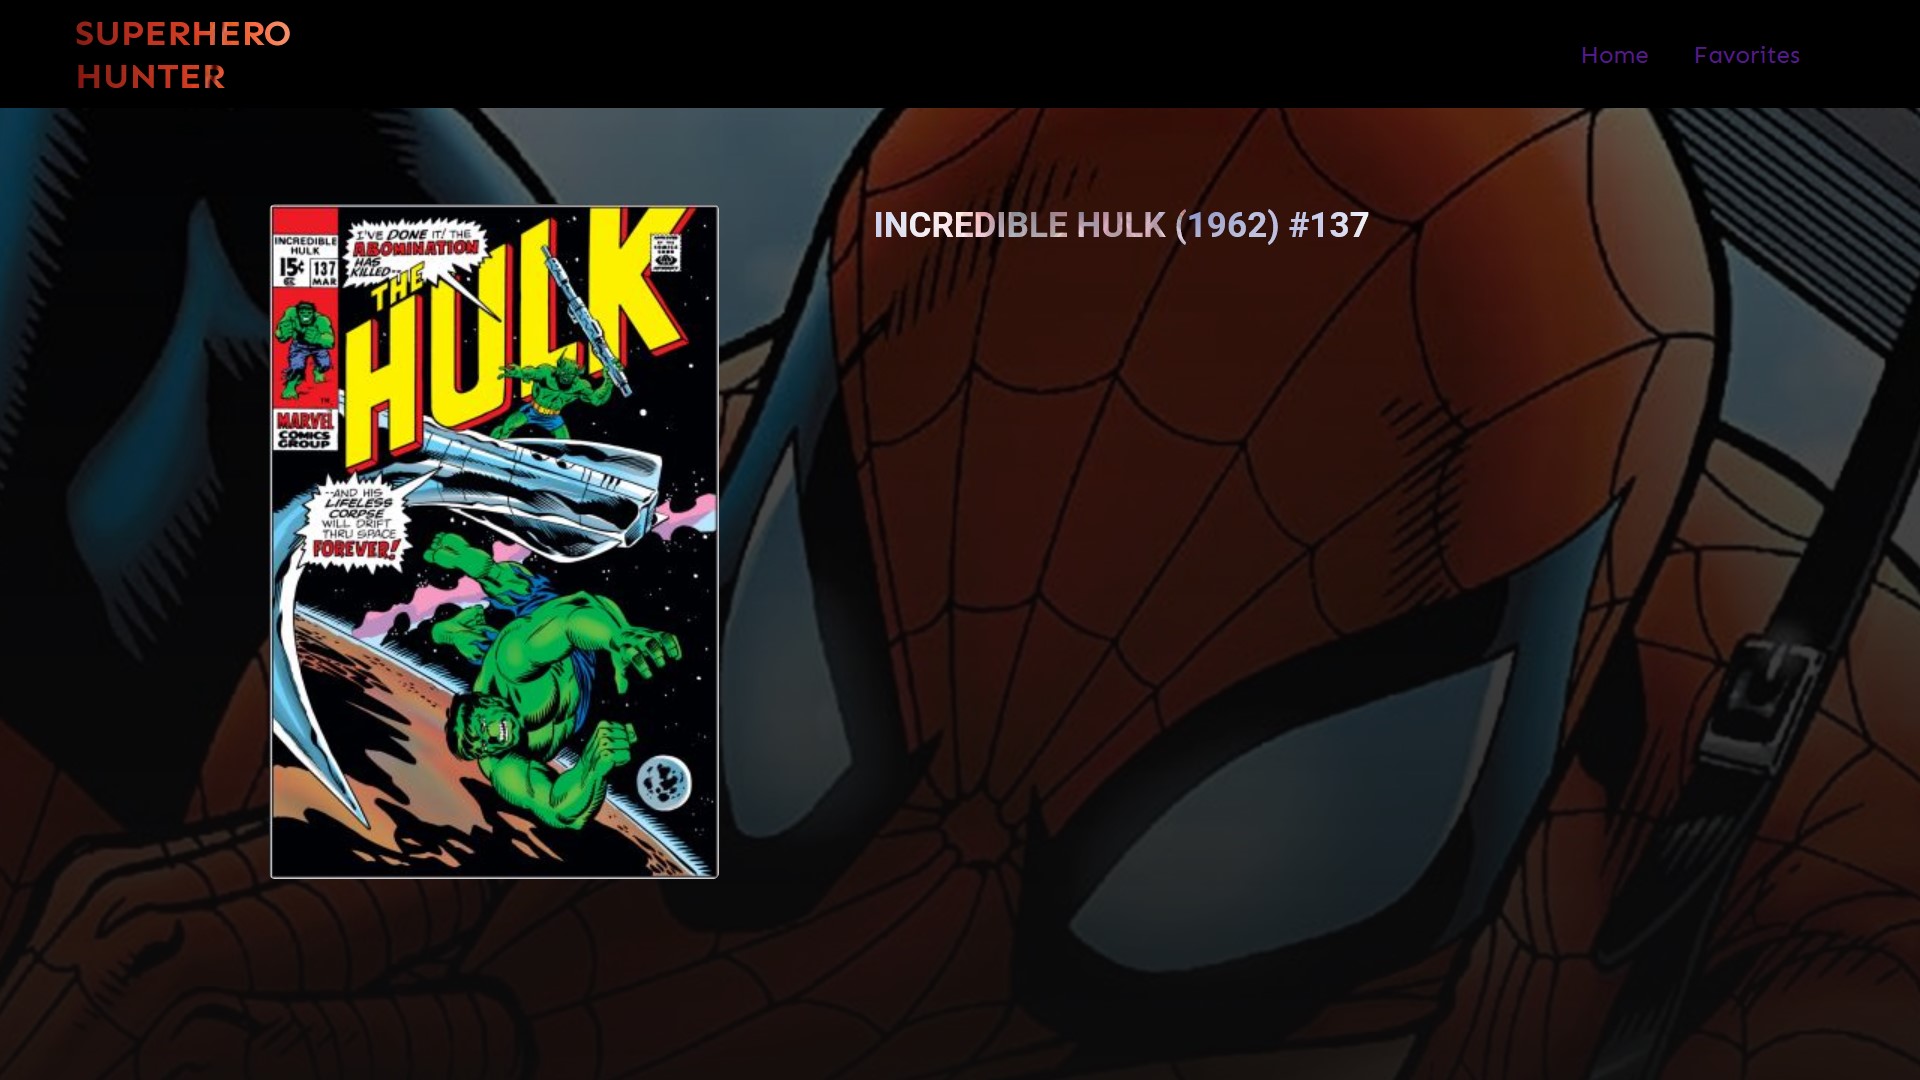 SUPERHERO
HUNTER
Home
Favorites
INCREDIBLE HULK (1962) #137
INCREDIBLE
HULK
15¢
137
MAR
MARVEL
COMICS
GROUP
I'VE DONE IT! THE
ABOMINATION
HAS
KILLED--
THE
HULK
--AND HIS
LIFELESS
CORPSE
WILL DRIFT
THRU SPACE
FOREVER!